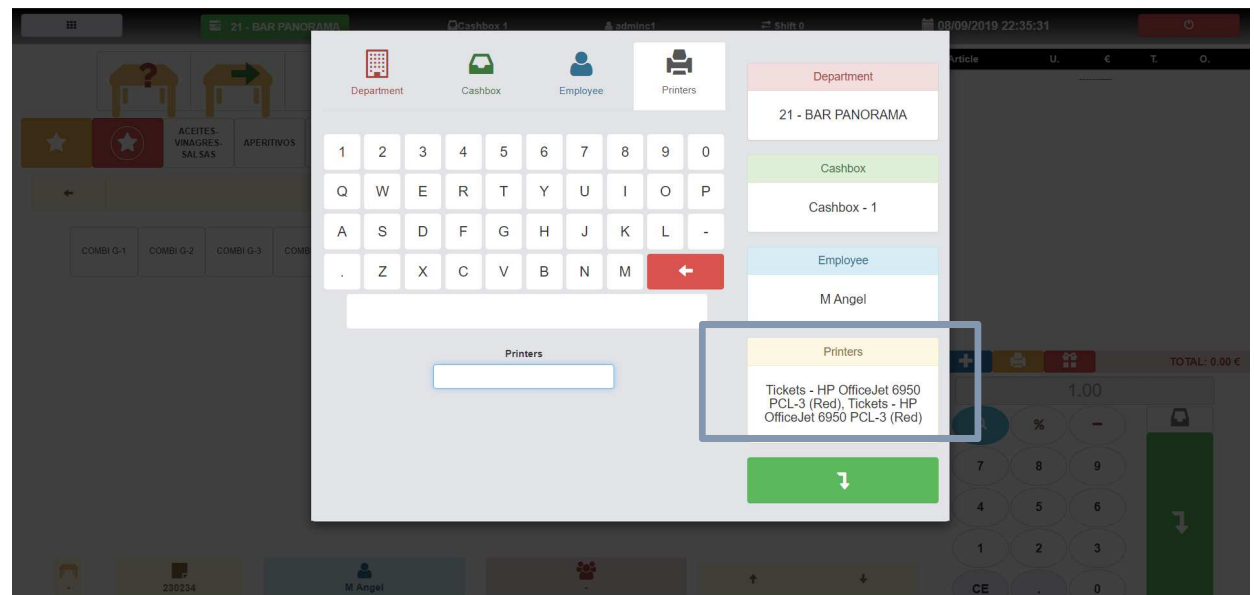 21 - BAR PANORAMA
Cashbox 1
adminc1
Shift 0
08/09/2019 22:35:31
Article U. € T. O.
Department
Cashbox
Employee
Printers
ACEITES-
VINAGRES-
SALSAS
APERITIVOS
COMBI G-1
COMBI G-2
COMBI G-3
1 2 3 4 5 6 7 8 9 0
Q W E R T Y U I O P
A S D F G H J K L -
. Z X C V B N M
Printers
Department
21 - BAR PANORAMA
Cashbox
Cashbox - 1
Employee
M Angel
Printers
Tickets - HP OfficeJet 6950
PCL-3 (Red), Tickets - HP
OfficeJet 6950 PCL-3 (Red)
TOTAL: 0.00 €
1.00
% -
7 8 9
4 5 6
1 2 3
CE . 0
-
230234
M Angel
-